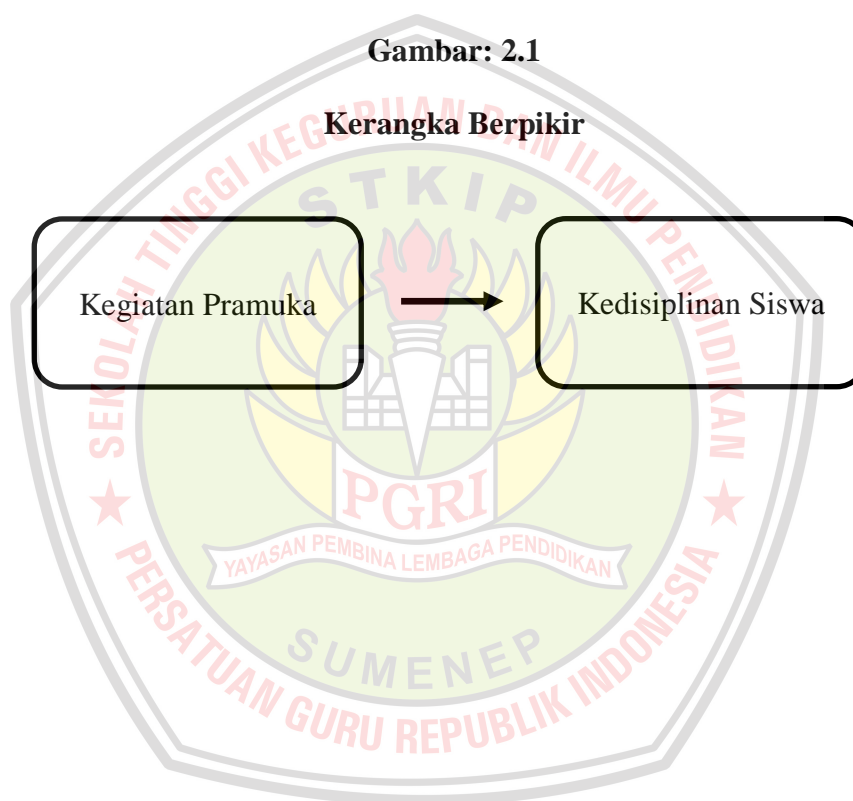 Gambar: 2.1
Kerangka Berpikir
Kegiatan Pramuka
Kedisiplinan Siswa
SEKOLAH TINGGI KEGURUAN DAN ILMU PENDIDIKAN
STKIP
PGRI
YAYASAN PEMBINA LEMBAGA PENDIDIKAN
SUMENEP
PERSATUAN GURU REPUBLIK INDONESIA